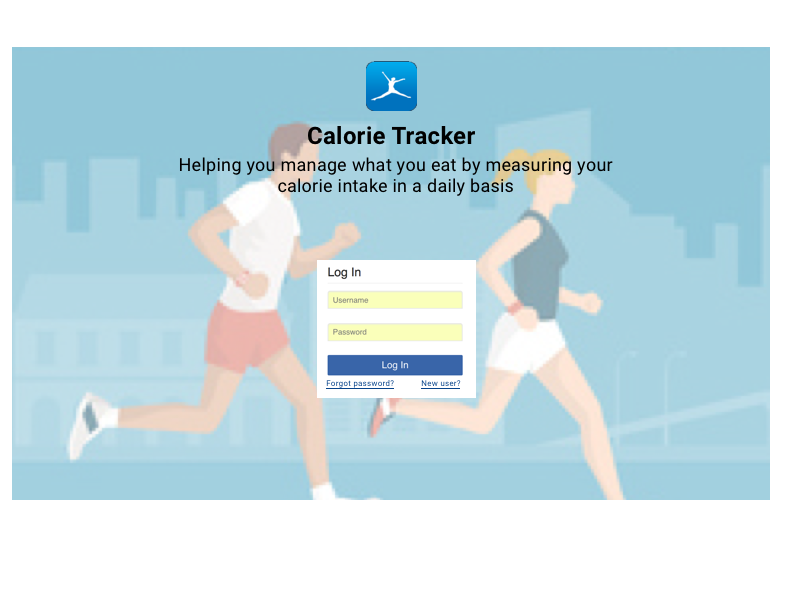 Calorie Tracker
Helping you manage what you eat by measuring your
calorie intake in a daily basis
Log In
Username
Password
Log In
Forgot password? New user?